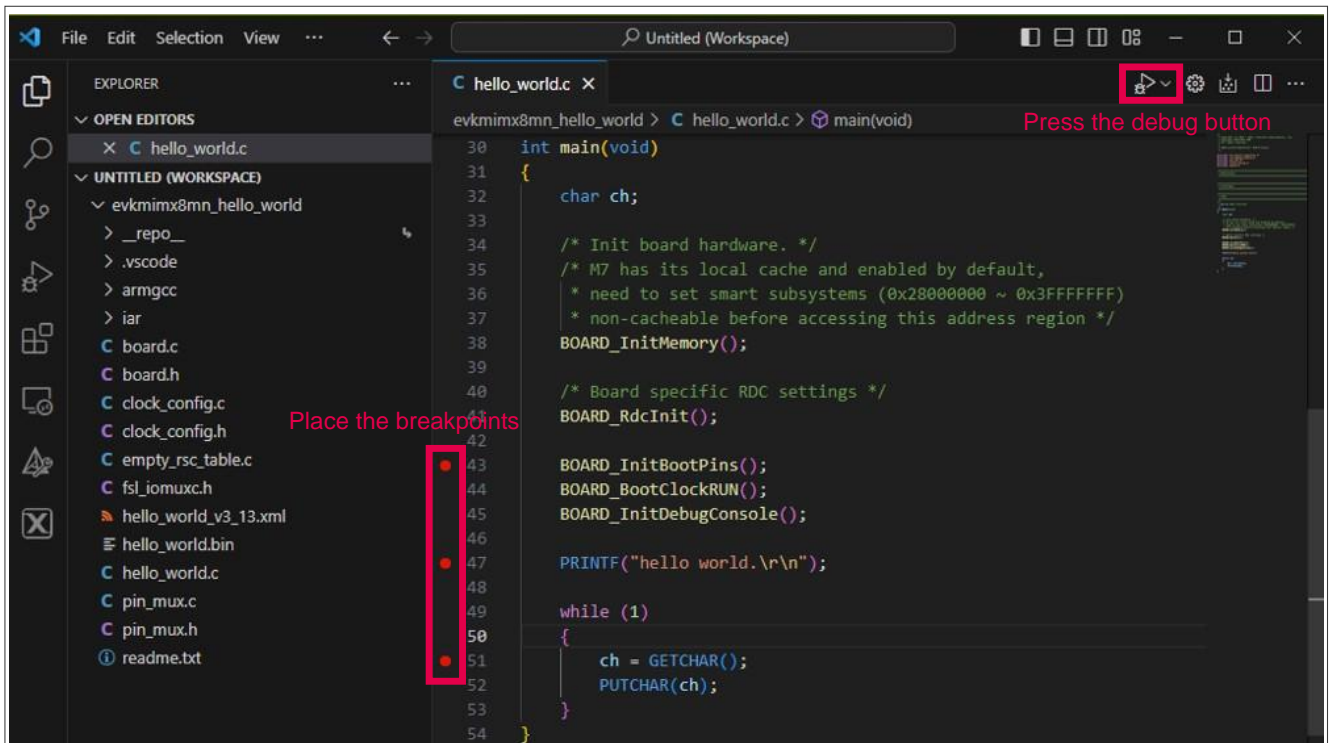 File Edit Selection View ... Untitled (Workspace)
EXPLORER ...
OPEN EDITORS
C hello_world.c
UNTITLED (WORKSPACE)
evkmimx8mn_hello_world
__repo__
.vscode
armgcc
iar
C board.c
C board.h
C clock_config.c
C clock_config.h
C empty_rsc_table.c
C fsl_iomuxc.h
hello_world_v3_13.xml
hello_world.bin
C hello_world.c
C pin_mux.c
C pin_mux.h
readme.txt
Place the breakpoints
C hello_world.c
Press the debug button
evkmimx8mn_hello_world > C hello_world.c > main(void)
30 int main(void)
31 {
32 char ch;
33
34 /* Init board hardware. */
35 /* M7 has its local cache and enabled by default,
36 * need to set smart subsystems (0x28000000 ~ 0x3FFFFFFF)
37 * non-cacheable before accessing this address region */
38 BOARD_InitMemory();
39
40 /* Board specific RDC settings */
41 BOARD_RdcInit();
42
43 BOARD_InitBootPins();
44 BOARD_BootClockRUN();
45 BOARD_InitDebugConsole();
46
47 PRINTF("hello world.\r\n");
48
49 while (1)
50 {
51 ch = GETCHAR();
52 PUTCHAR(ch);
53 }
54 }